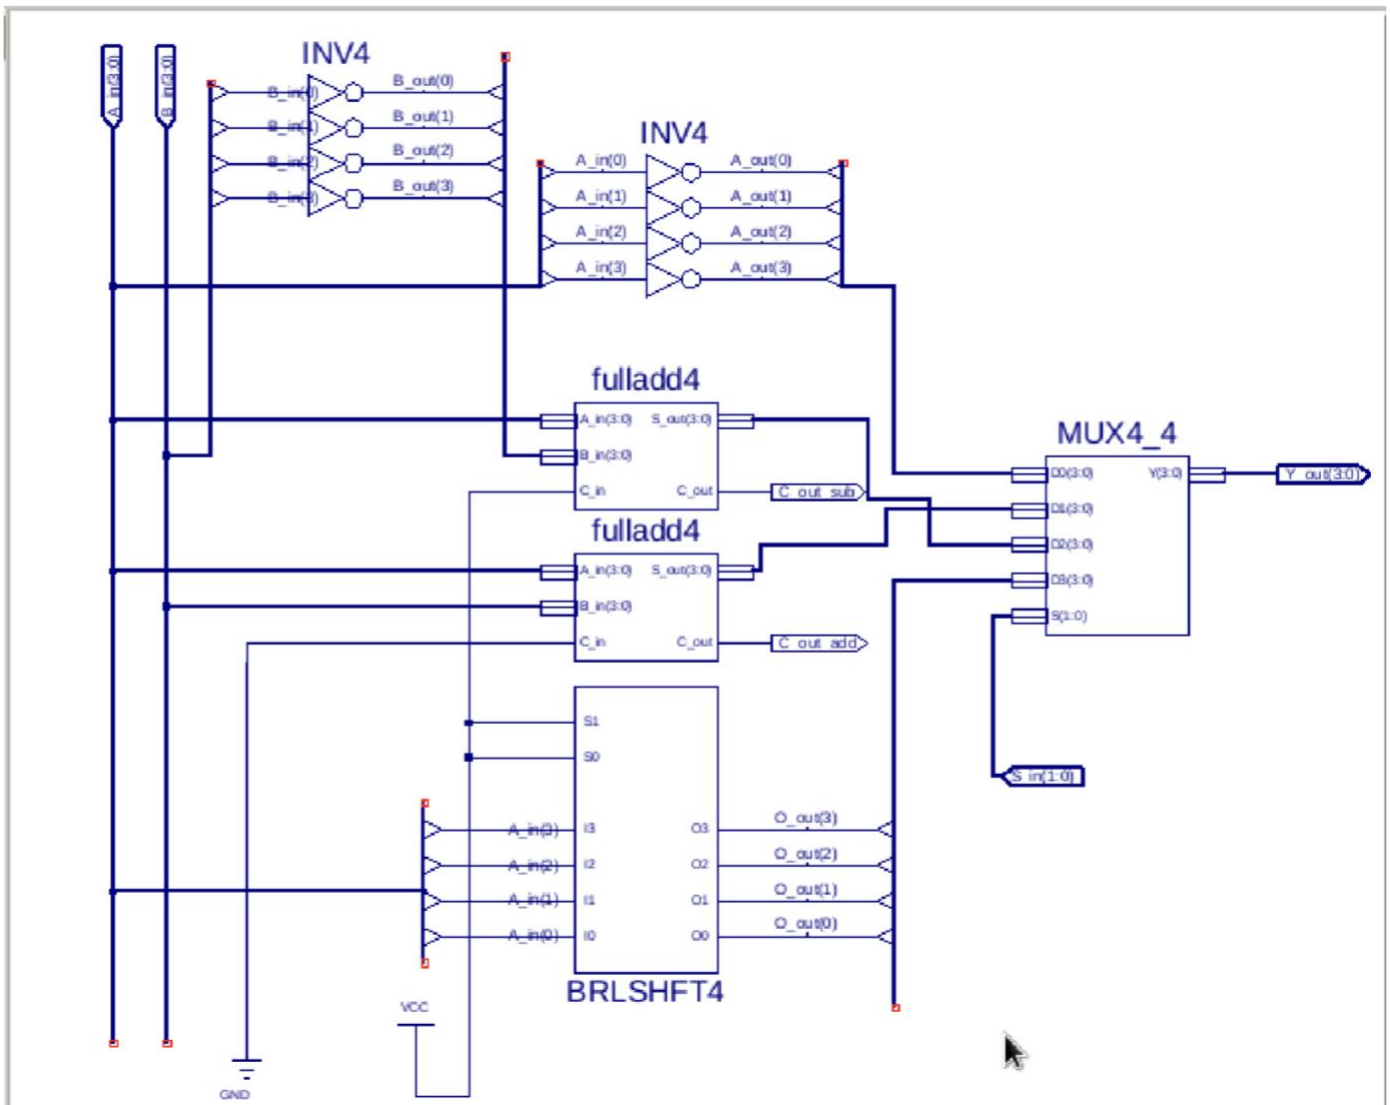 A_in(3:0)
B_in(3:0)
INV4
B_in(0)
B_out(0)
B_in(1)
B_out(1)
B_in(2)
B_out(2)
B_in(3)
B_out(3)
INV4
A_in(0)
A_out(0)
A_in(1)
A_out(1)
A_in(2)
A_out(2)
A_in(3)
A_out(3)
fulladd4
A_in(3:0)
S_out(3:0)
B_in(3:0)
C_in
C_out
C_out_sub
fulladd4
A_in(3:0)
S_out(3:0)
B_in(3:0)
C_in
C_out
C_out_add
MUX4_4
D0(3:0)
Y(3:0)
Y_out(3:0)
D1(3:0)
D2(3:0)
D3(3:0)
S(1:0)
S_in(1:0)
S1
S0
A_in(3)
I3
O3
O_out(3)
A_in(2)
I2
O2
O_out(2)
A_in(1)
I1
O1
O_out(1)
A_in(0)
I0
O0
O_out(0)
BRLSHFT4
VCC
GND